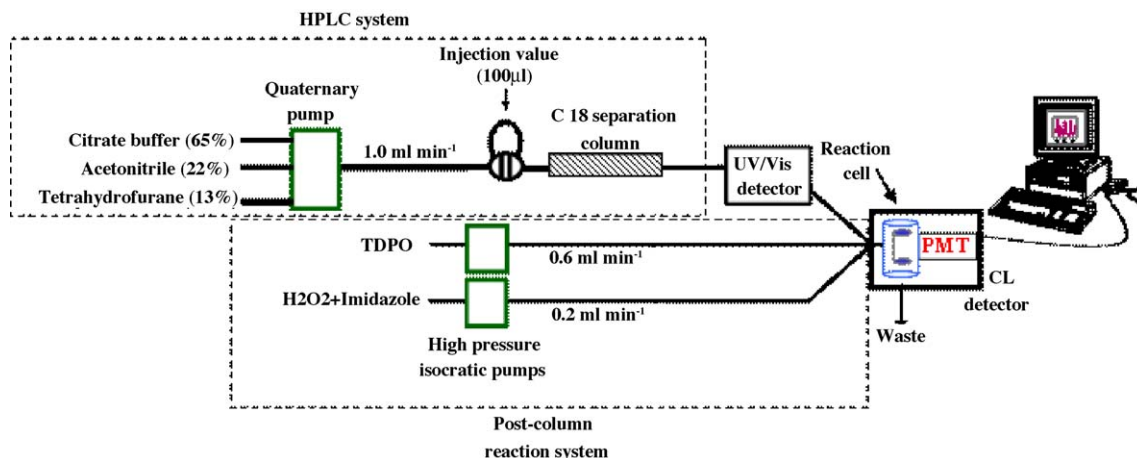 HPLC system
Injection value
(100µl)
Quaternary
pump
C 18 separation
column
Citrate buffer (65%)
Acetonitrile (22%)
Tetrahydrofurane (13%)
1.0 ml min⁻¹
UV/Vis
detector
Reaction
cell
TDPO
0.6 ml min⁻¹
PMT
H2O2+Imidazole
0.2 ml min⁻¹
CL
detector
High pressure
isocratic pumps
Waste
Post-column
reaction system